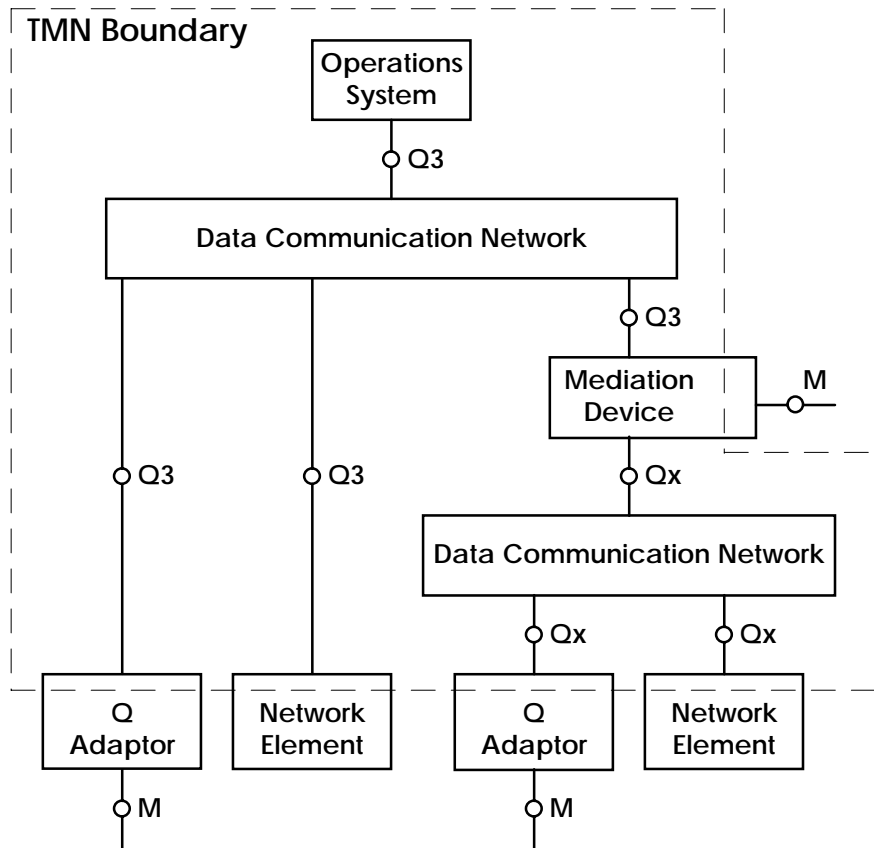 TMN Boundary
Operations
System
Q3
Data Communication Network
Q3
Mediation
Device
M
Q3
Q3
Qx
Data Communication Network
Qx
Qx
Q
Adaptor
Network
Element
Q
Adaptor
Network
Element
M
M